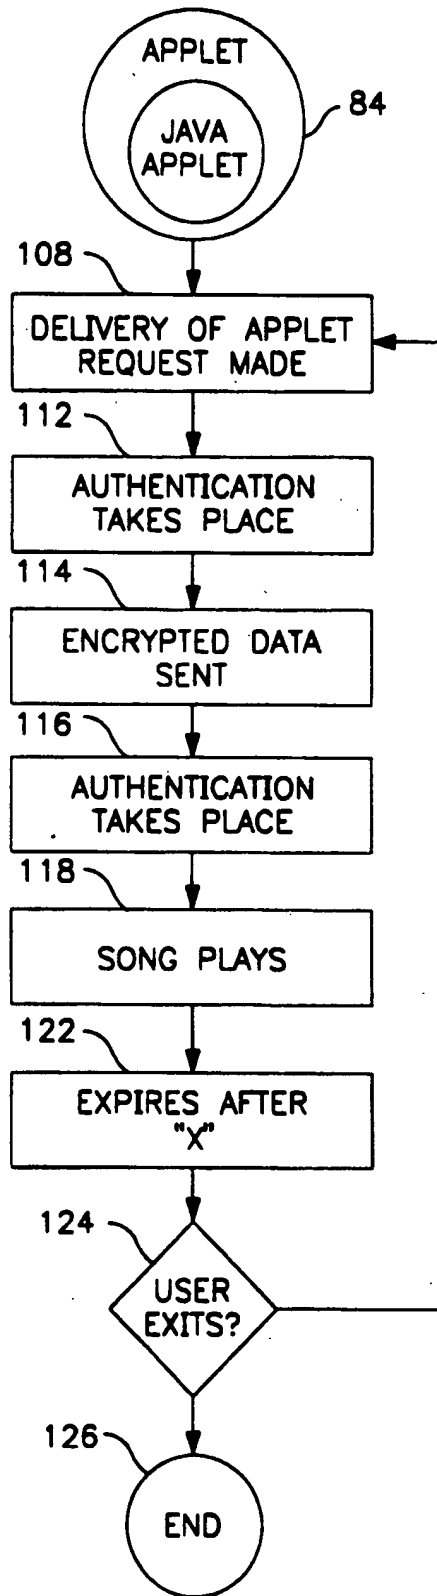 APPLET
84
JAVA
APPLET
108
DELIVERY OF APPLET
REQUEST MADE
112
AUTHENTICATION
TAKES PLACE
114
ENCRYPTED DATA
SENT
116
AUTHENTICATION
TAKES PLACE
118
SONG PLAYS
122
EXPIRES AFTER
"X"
124
USER
EXITS?
126
END